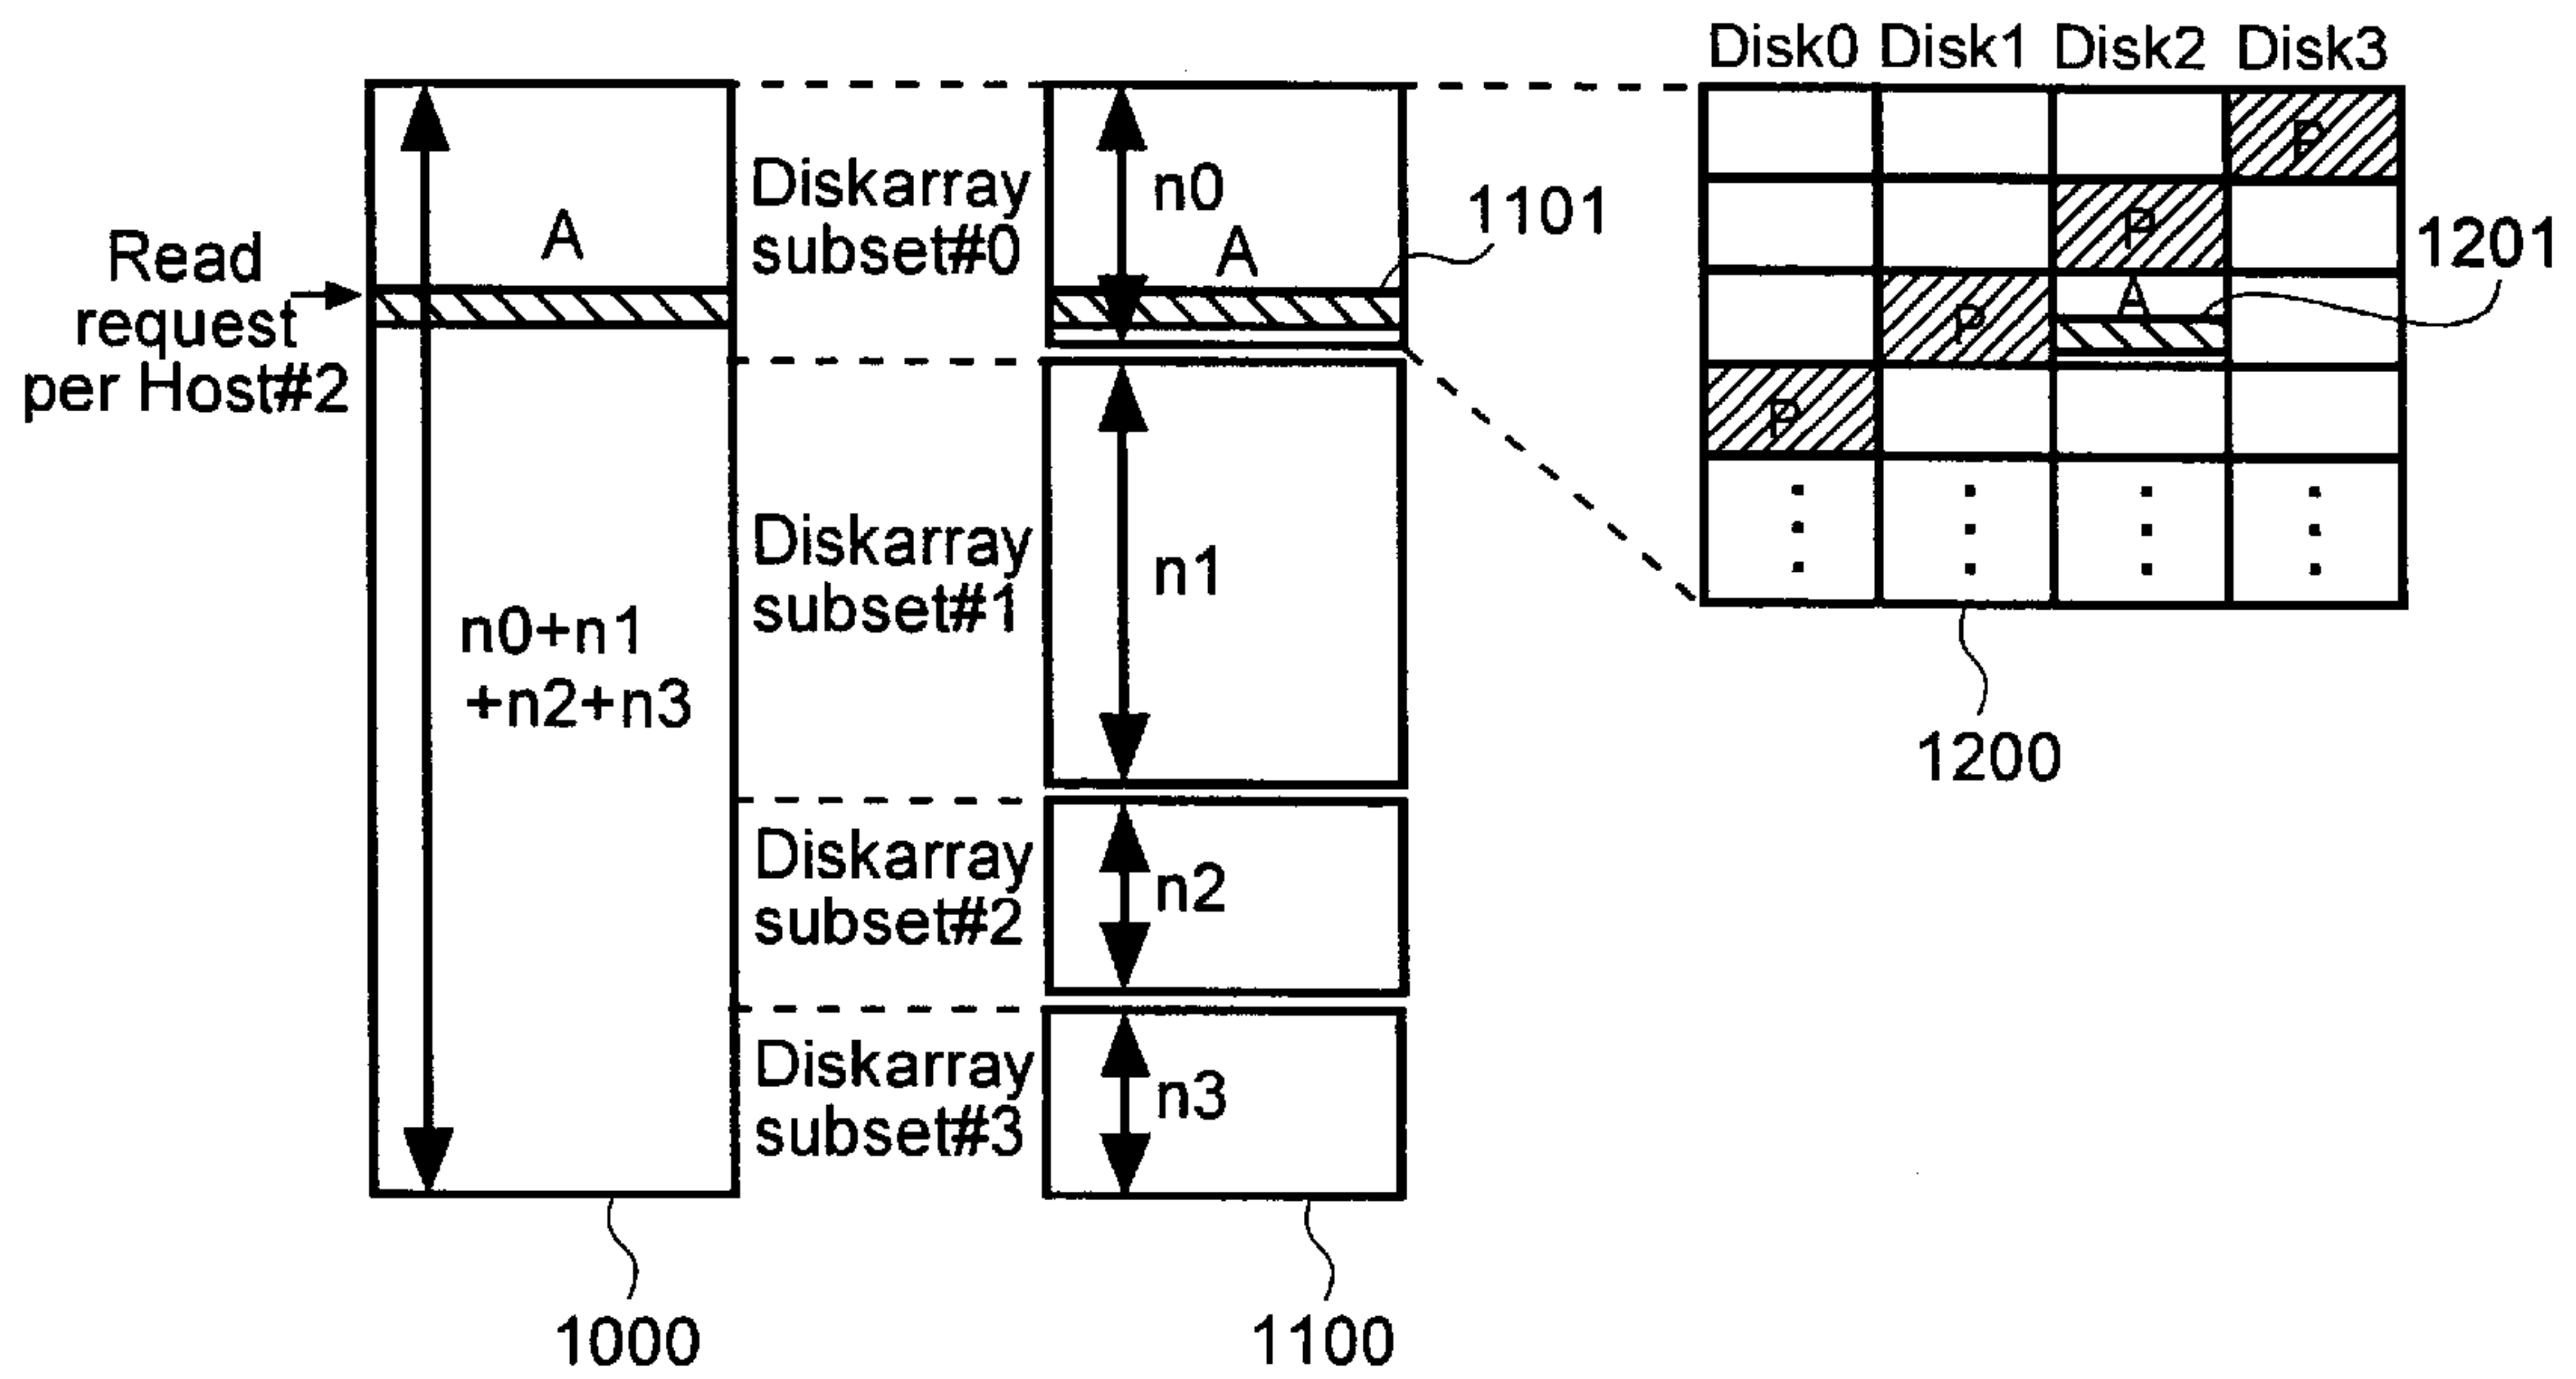 Disk0 Disk1 Disk2 Disk3
P
P
P
P
A
1201
1200
Read
request
per Host#2
A
n0+n1
+n2+n3
1000
Diskarray
subset#0
n0
A
1101
Diskarray
subset#1
n1
Diskarray
subset#2
n2
Diskarray
subset#3
n3
1100